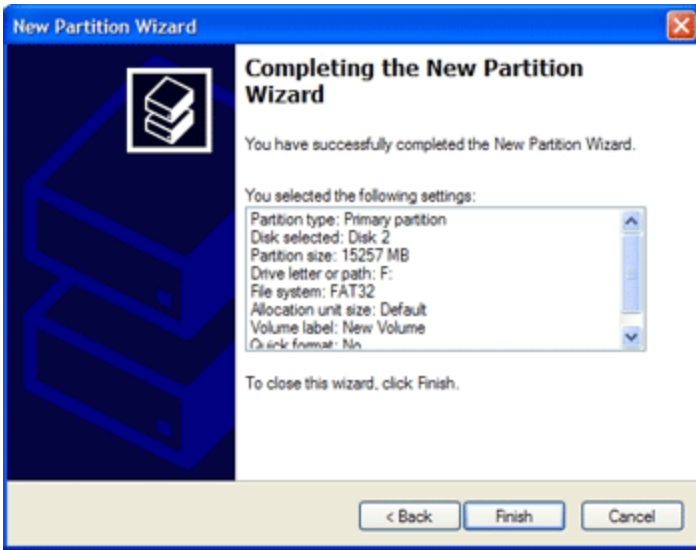 New Partition Wizard
Completing the New Partition
Wizard
You have successfully completed the New Partition Wizard.
You selected the following settings:
Partition type: Primary partition
Disk selected: Disk 2
Partition size: 15257 MB
Drive letter or path: F:
File system: FAT32
Allocation unit size: Default
Volume label: New Volume
Quick format: No
To close this wizard, click Finish.
< Back
Finish
Cancel